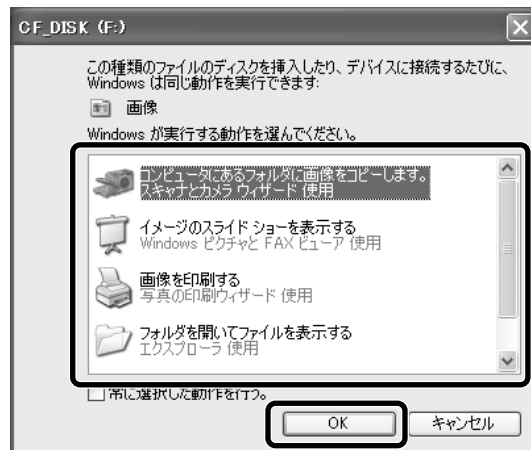 CF_DISK (F:)
この種類のファイルのディスクを挿入したり、デバイスに接続するたびに、
Windows は同じ動作を実行できます:
画像
Windows が実行する動作を選んでください。
コンピュータにあるフォルダに画像をコピーします。
スキャナとカメラ ウィザード 使用
イメージのスライド ショーを表示する
Windows ピクチャと FAX ビューア 使用
画像を印刷する
写真の印刷ウィザード 使用
フォルダを開いてファイルを表示する
エクスプローラ 使用
常に選択した動作を行う。
OK
キャンセル